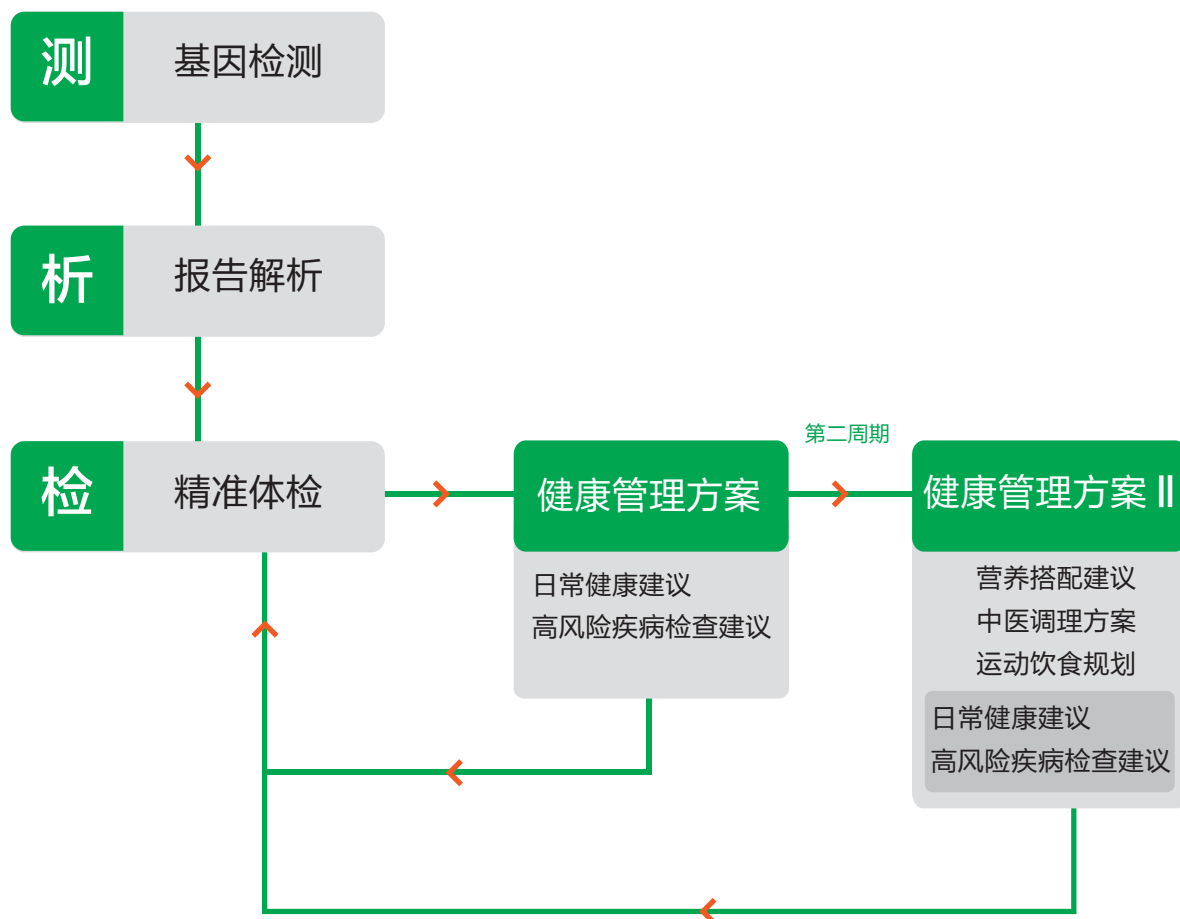 测
基因检测
析
报告解析
检
精准体检
健康管理方案
日常健康建议
高风险疾病检查建议
第二周期
健康管理方案 Ⅱ
营养搭配建议
中医调理方案
运动饮食规划
日常健康建议
高风险疾病检查建议